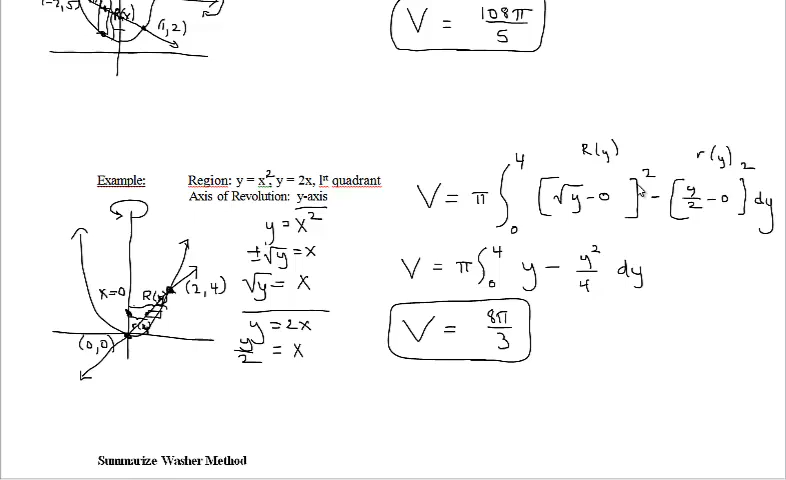 (-2,5)
R(x)
(1,2)
V = 108π/5
Example:
Region: y = x², y = 2x, 1st quadrant
Axis of Revolution: y-axis
y = x²
±√y = x
√y = x
y = 2x
y/2 = x
x=0
R(y)
r(y)
(2,4)
(0,0)
R(y) r(y)
V = π ∫₀⁴ [√y - 0]² - [y/2 - 0]² dy
V = π ∫₀⁴ y - y²/4 dy
V = 8π/3
Summarize Washer Method